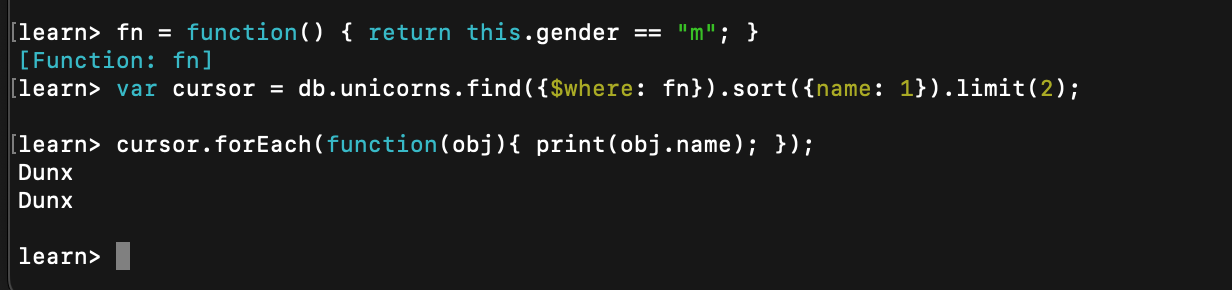 [learn> fn = function() { return this.gender == "m"; }
[Function: fn]
[learn> var cursor = db.unicorns.find({$where: fn}).sort({name: 1}).limit(2);
[learn> cursor.forEach(function(obj){ print(obj.name); });
Dunx
Dunx
learn>